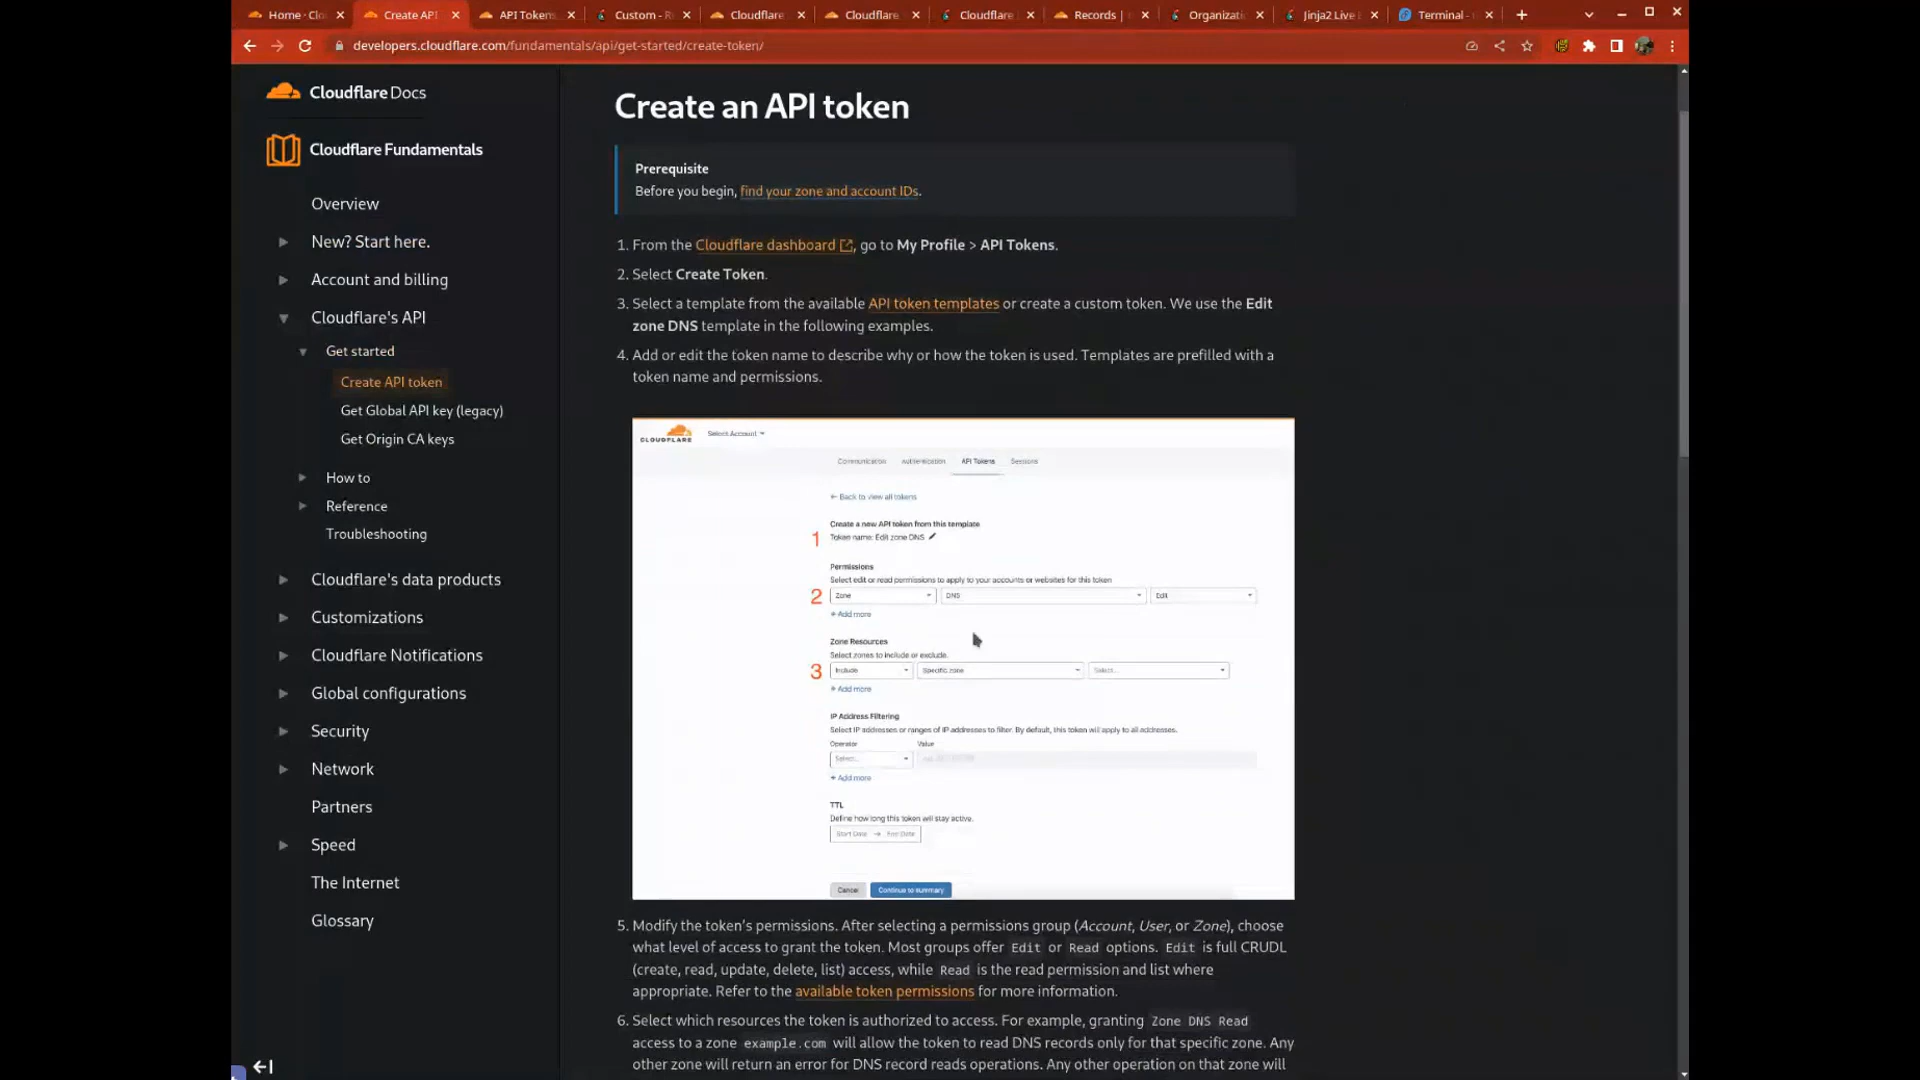 Home · Clo
Create API
API Tokens
Custom - R
Cloudflare
Cloudflare
Cloudflare
Records |
Organizatio
Jinja2 Live
Terminal -
developers.cloudflare.com/fundamentals/api/get-started/create-token/
Cloudflare Docs
Cloudflare Fundamentals
Overview
New? Start here.
Account and billing
Cloudflare's API
Get started
Create API token
Get Global API key (legacy)
Get Origin CA keys
How to
Reference
Troubleshooting
Cloudflare's data products
Customizations
Cloudflare Notifications
Global configurations
Security
Network
Partners
Speed
The Internet
Glossary
Create an API token
Prerequisite
Before you begin, find your zone and account IDs.
1. From the Cloudflare dashboard, go to My Profile > API Tokens.
2. Select Create Token.
3. Select a template from the available API token templates or create a custom token. We use the Edit
zone DNS template in the following examples.
4. Add or edit the token name to describe why or how the token is used. Templates are prefilled with a
token name and permissions.
CLOUDFLARE
Select Account
Communication Authentication API Tokens Sessions
← Back to view all tokens
Create a new API token from this template
1 Token name: Edit zone DNS
Permissions
Select edit or read permissions to apply to your accounts or websites for this token
2 Zone DNS Edit
+ Add more
Zone Resources
Select zones to include or exclude.
3 Include Specific zone Select...
+ Add more
IP Address Filtering
Select IP addresses or ranges of IP addresses to filter. By default, this token will apply to all addresses.
Operator Value
Select...
+ Add more
TTL
Define how long this token will stay active.
Start Date → End Date
Cancel Continue to summary
5. Modify the token's permissions. After selecting a permissions group (Account, User, or Zone), choose
what level of access to grant the token. Most groups offer Edit or Read options. Edit is full CRUDL
(create, read, update, delete, list) access, while Read is the read permission and list where
appropriate. Refer to the available token permissions for more information.
6. Select which resources the token is authorized to access. For example, granting Zone DNS Read
access to a zone example.com will allow the token to read DNS records only for that specific zone. Any
other zone will return an error for DNS record reads operations. Any other operation on that zone will